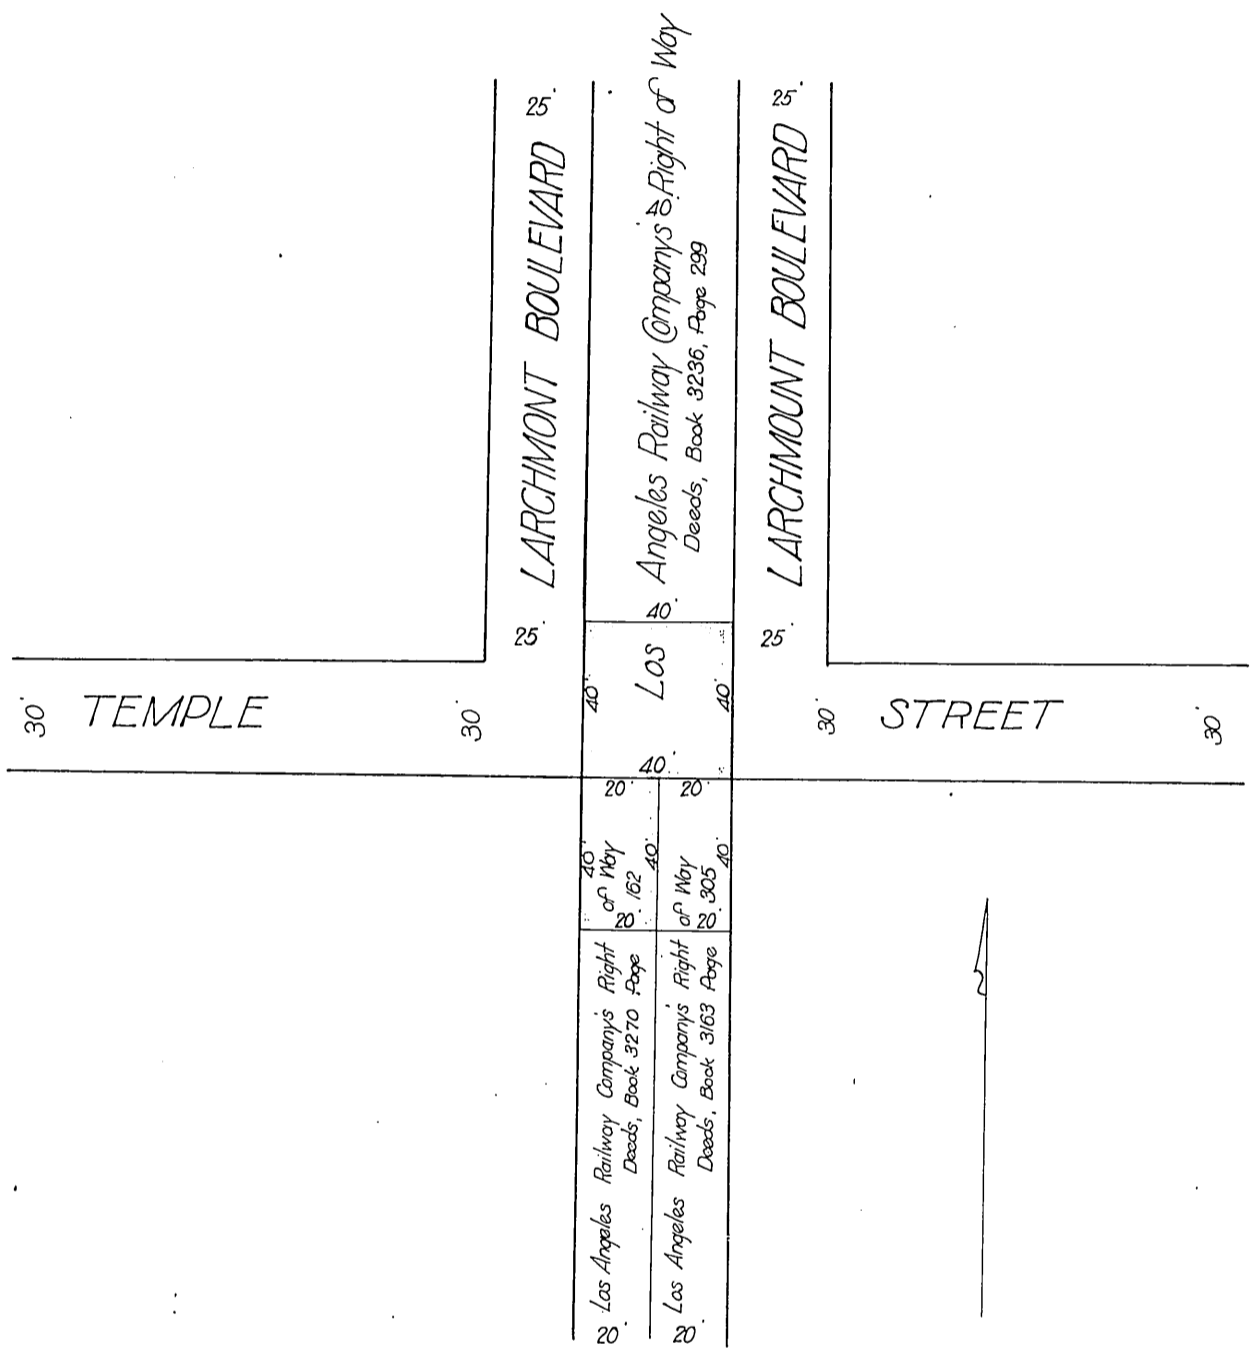 25'
LARCHMONT BOULEVARD
25'
Los Angeles Railway Company's Right of Way
40'
Deeds, Book 3236, Page 299
40'
25'
LARCHMOUNT BOULEVARD
25'
30'
TEMPLE
30'
40'
40'
40'
30'
STREET
30'
20'
20'
40'
40'
40'
Los Angeles Railway Company's Right of Way
Deeds, Book 3270 Page 162
20'
20'
Los Angeles Railway Company's Right of Way
Deeds, Book 3163 Page 305
20'
20'